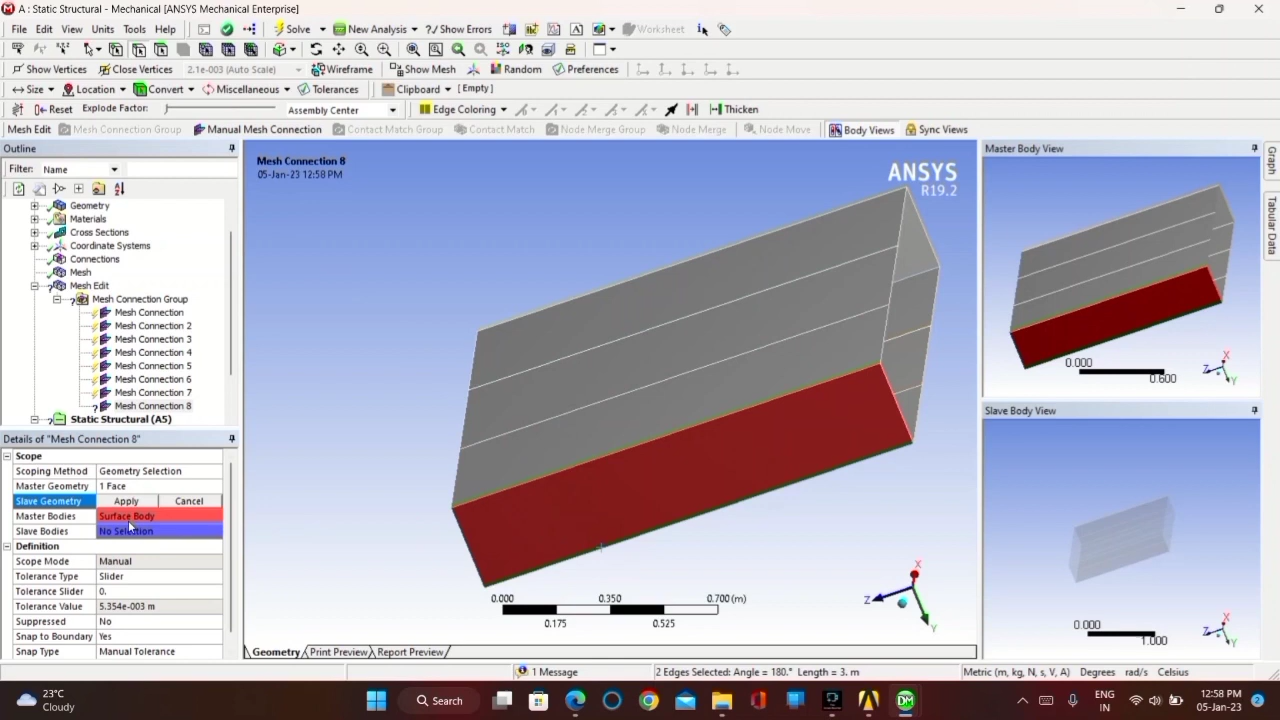 A : Static Structural - Mechanical [ANSYS Mechanical Enterprise]
File Edit View Units Tools Help Solve New Analysis ?/ Show Errors Worksheet
Show Vertices Close Vertices 2.1e-003 (Auto Scale) Wireframe Show Mesh Random Preferences
Size Location Convert Miscellaneous Tolerances Clipboard [Empty]
Reset Explode Factor: Assembly Center Edge Coloring Thicken
Mesh Edit Mesh Connection Group Manual Mesh Connection Contact Match Group Contact Match Node Merge Group Node Merge Node Move Body Views Sync Views
Outline
Filter: Name
Geometry
Materials
Cross Sections
Coordinate Systems
Connections
Mesh
Mesh Edit
Mesh Connection Group
Mesh Connection
Mesh Connection 2
Mesh Connection 3
Mesh Connection 4
Mesh Connection 5
Mesh Connection 6
Mesh Connection 7
Mesh Connection 8
Static Structural (A5)
Details of "Mesh Connection 8"
Scope
Scoping Method Geometry Selection
Master Geometry 1 Face
Slave Geometry Apply Cancel
Master Bodies Surface Body
Slave Bodies No Selection
Definition
Scope Mode Manual
Tolerance Type Slider
Tolerance Slider 0.
Tolerance Value 5.354e-003 m
Suppressed No
Snap to Boundary Yes
Snap Type Manual Tolerance
Mesh Connection 8
05-Jan-23 12:58 PM
ANSYS
R19.2
0.000 0.350 0.700 (m)
0.175 0.525
X
Z
Y
Geometry Print Preview Report Preview
Master Body View
0.000
0.600
X
Z
Y
Slave Body View
0.000
1.000
X
Z
Y
Graph
Tabular Data
1 Message 2 Edges Selected: Angle = 180.° Length = 3. m Metric (m, kg, N, s, V, A) Degrees rad/s Celsius
23°C
Cloudy
Search
DM
ENG
IN
12:58 PM
05-Jan-23
2